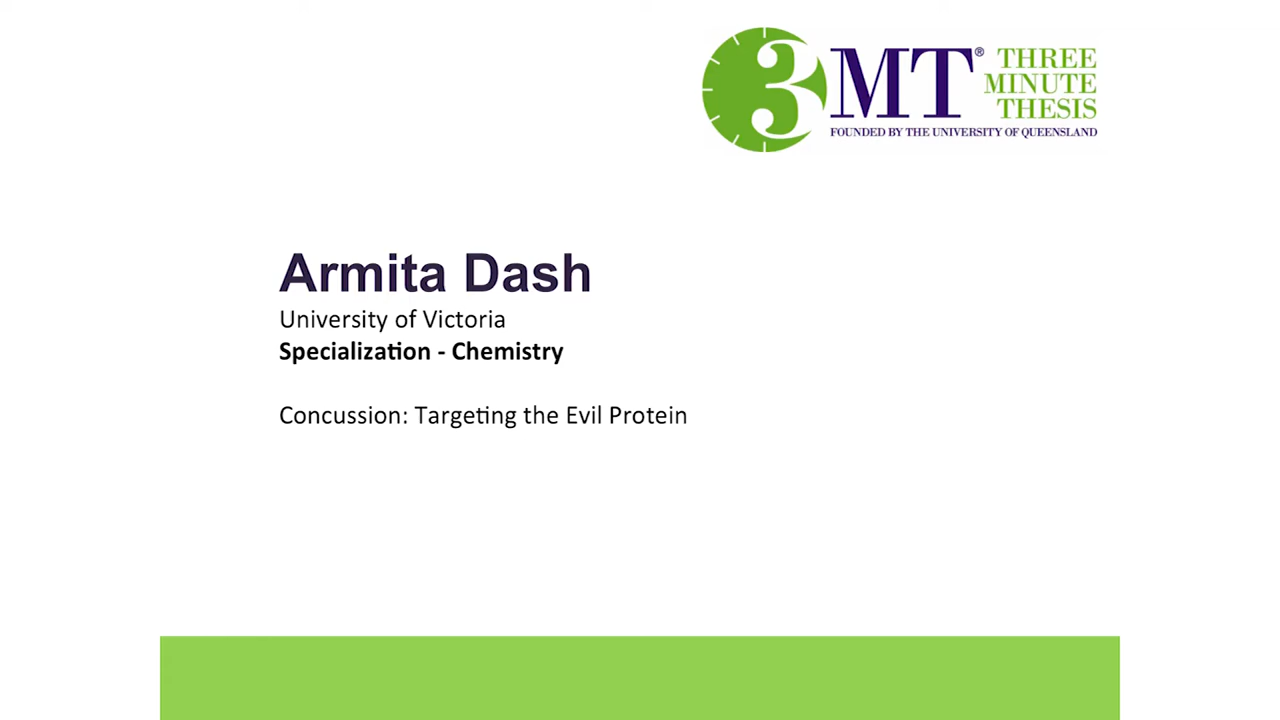 3MT® THREE
MINUTE
THESIS
FOUNDED BY THE UNIVERSITY OF QUEENSLAND
Armita Dash
University of Victoria
Specialization - Chemistry
Concussion: Targeting the Evil Protein